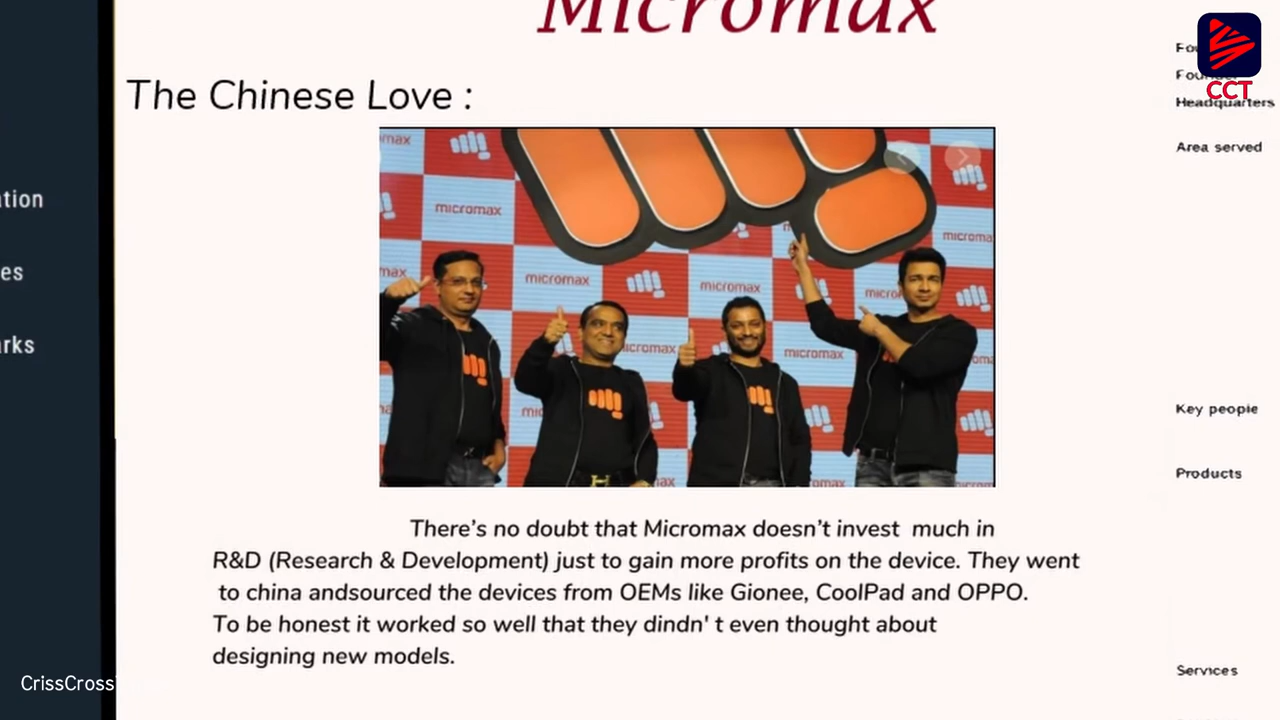 Micromax
CCT
Headquarters
The Chinese Love :
Area served
micromax
micromax
micromax
micromax
micromax
ation
es
arks
Key people
Products
There's no doubt that Micromax doesn't invest much in
R&D (Research & Development) just to gain more profits on the device. They went
to china andsourced the devices from OEMs like Gionee, CoolPad and OPPO.
To be honest it worked so well that they dindn' t even thought about
designing new models.
Services
CrissCross